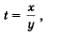 t = x/y ,